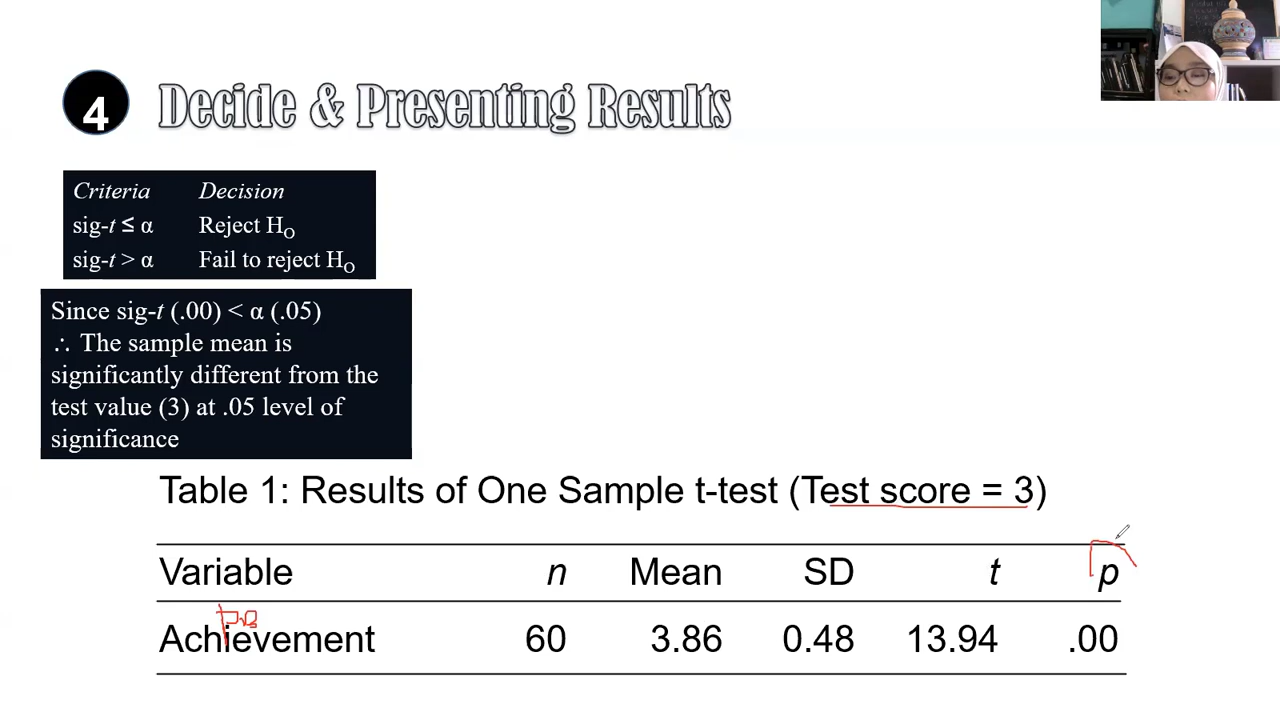 4 Decide & Presenting Results
Criteria Decision
sig-t ≤ α Reject HO
sig-t > α Fail to reject HO
Since sig-t (.00) < α (.05)
∴ The sample mean is
significantly different from the
test value (3) at .05 level of
significance
Table 1: Results of One Sample t-test (Test score = 3)
Variable n Mean SD t p
Achievement 60 3.86 0.48 13.94 .00